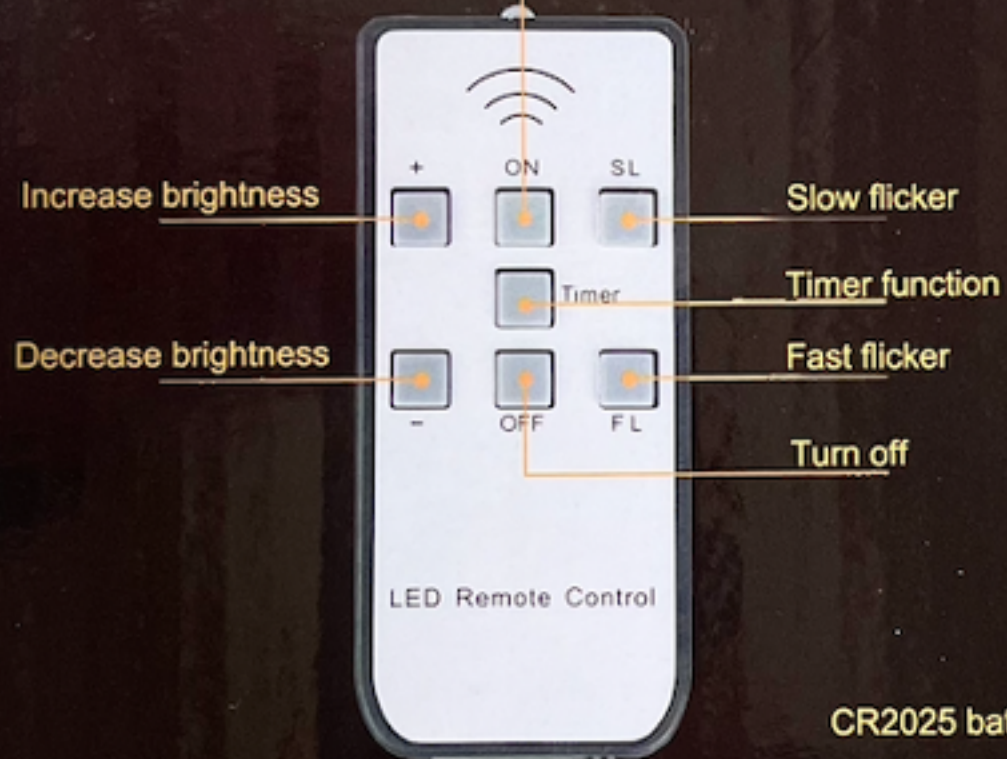 + ON SL
Increase brightness
Slow flicker
Timer
Timer function
Decrease brightness
Fast flicker
- OFF FL
Turn off
LED Remote Control
CR2025